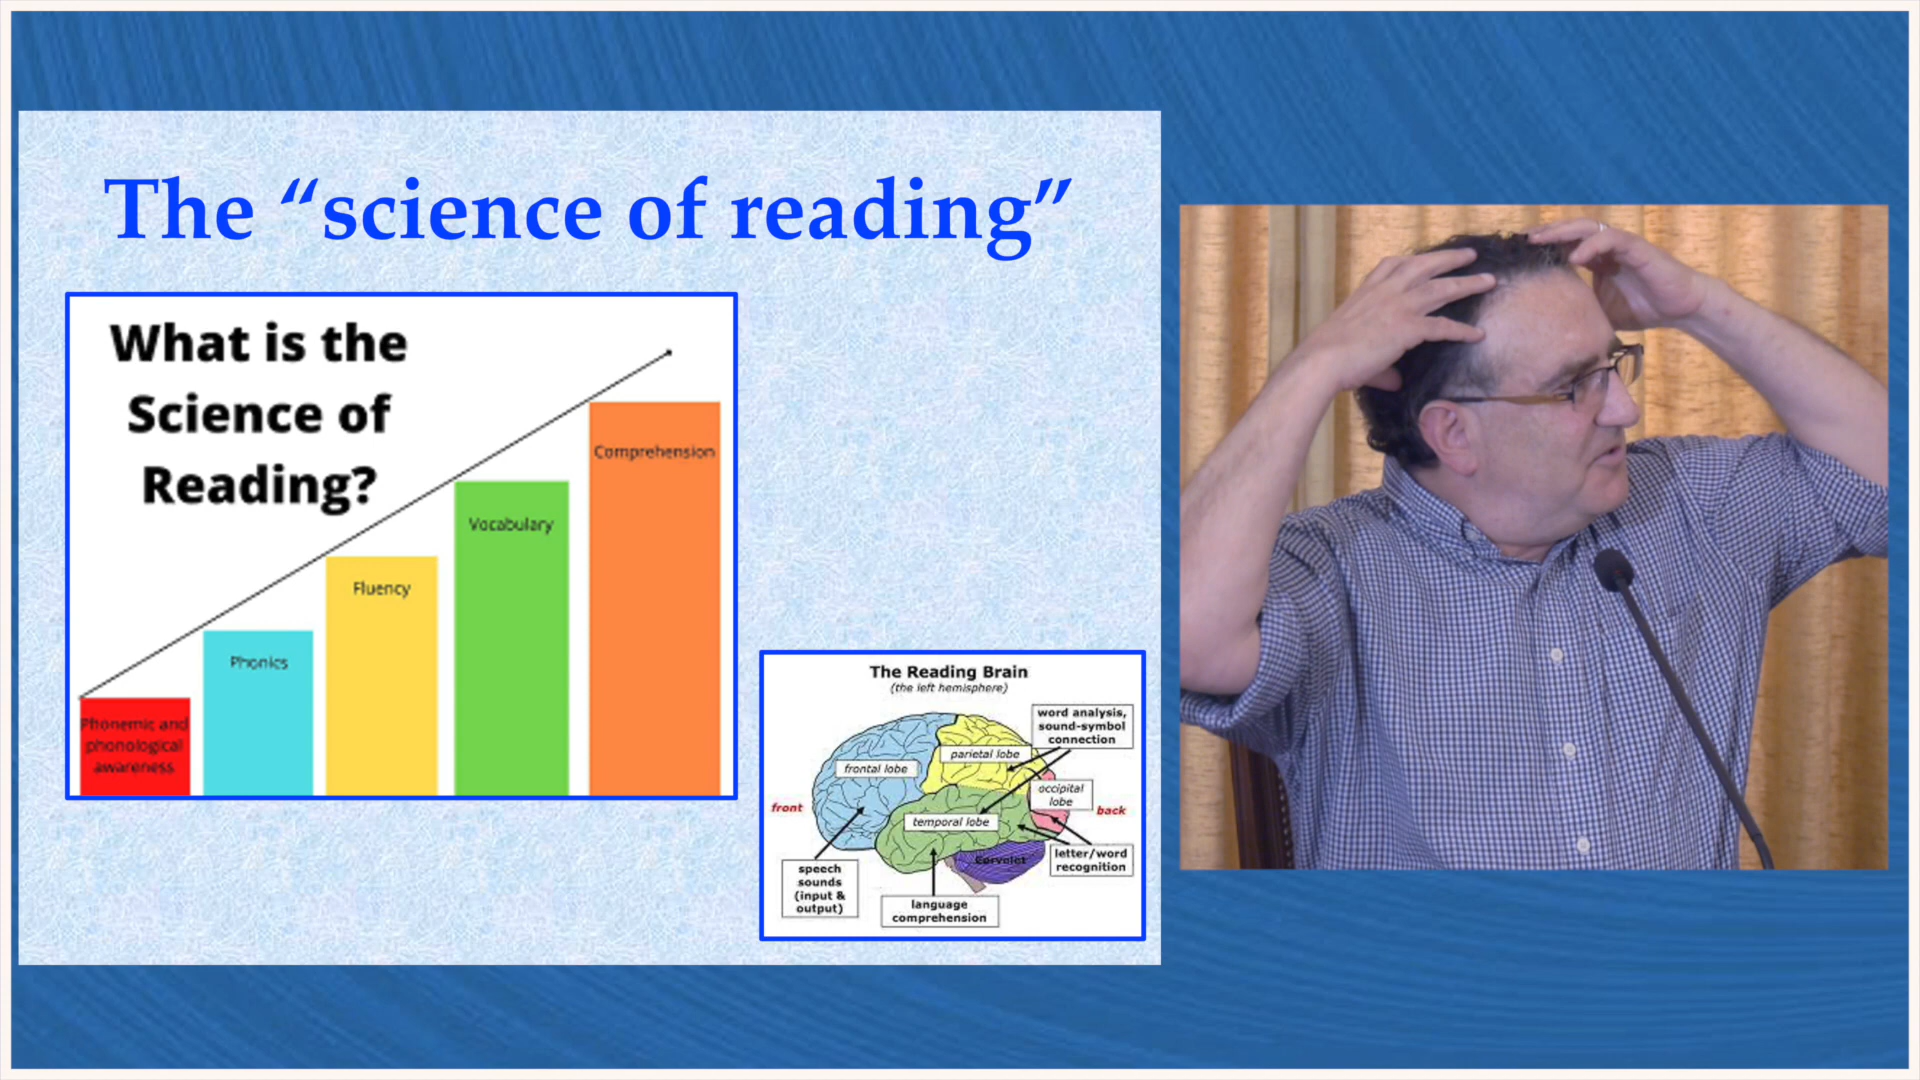 The “science of reading”
What is the
Science of
Reading?
Comprehension
Vocabulary
Fluency
Phonics
Phonemic and
phonological
awareness
The Reading Brain
(the left hemisphere)
word analysis,
sound-symbol
connection
parietal lobe
frontal lobe
occipital
lobe
front
back
temporal lobe
Cervelet
letter/word
recognition
speech
sounds
(input &
output)
language
comprehension